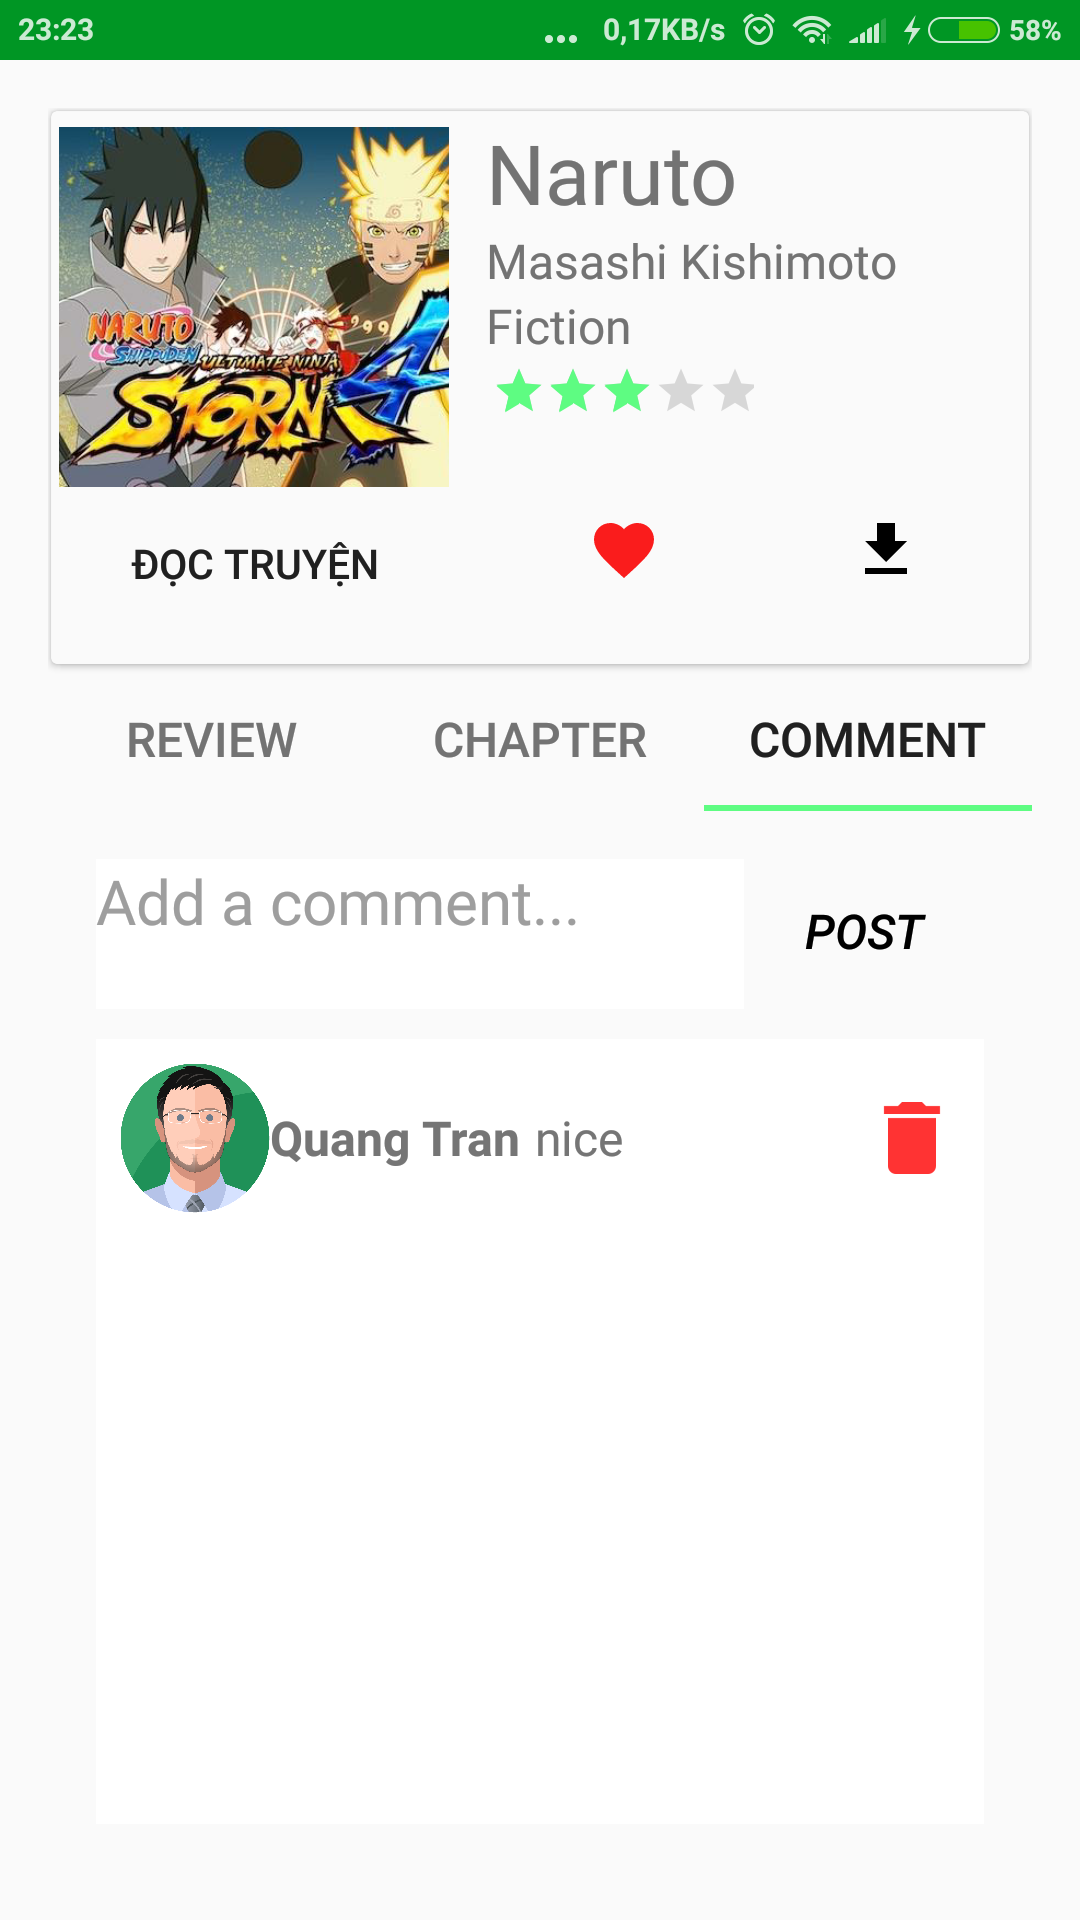 23:23 ... 0,17KB/s 58%
Naruto
Masashi Kishimoto
Fiction
NARUTO
SHIPPUDEN
ULTIMATE NINJA
STORM 4
ĐỌC TRUYỆN
REVIEW CHAPTER COMMENT
Add a comment...
POST
Quang Tran nice